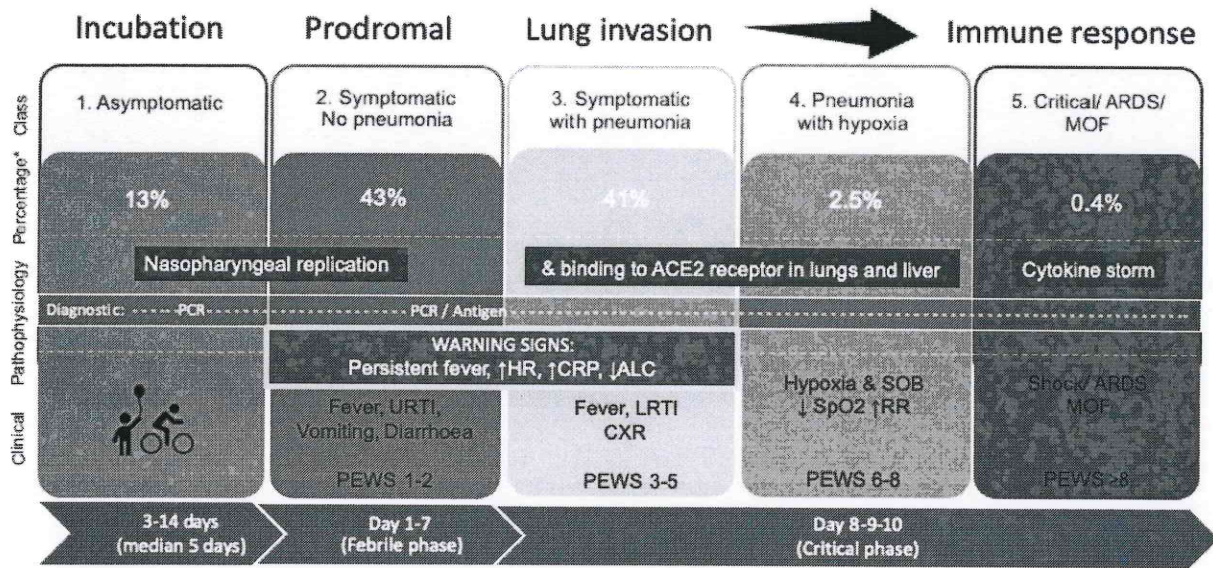 Incubation
Prodromal
Lung invasion
Immune response
Class
1. Asymptomatic
2. Symptomatic
No pneumonia
3. Symptomatic
with pneumonia
4. Pneumonia
with hypoxia
5. Critical/ ARDS/
MOF
Percentage*
13%
43%
41%
2.5%
0.4%
Pathophysiology
Nasopharyngeal replication
& binding to ACE2 receptor in lungs and liver
Cytokine storm
Diagnostic:
PCR
PCR / Antigen
WARNING SIGNS:
Persistent fever, ↑HR, ↑CRP, ↓ALC
Clinical
Fever, URTI,
Vomiting, Diarrhoea
PEWS 1-2
Fever, LRTI
CXR
PEWS 3-5
Hypoxia & SOB
↓ SpO2 ↑RR
PEWS 6-8
Shock/ ARDS
MOF
PEWS >8
3-14 days
(median 5 days)
Day 1-7
(Febrile phase)
Day 8-9-10
(Critical phase)